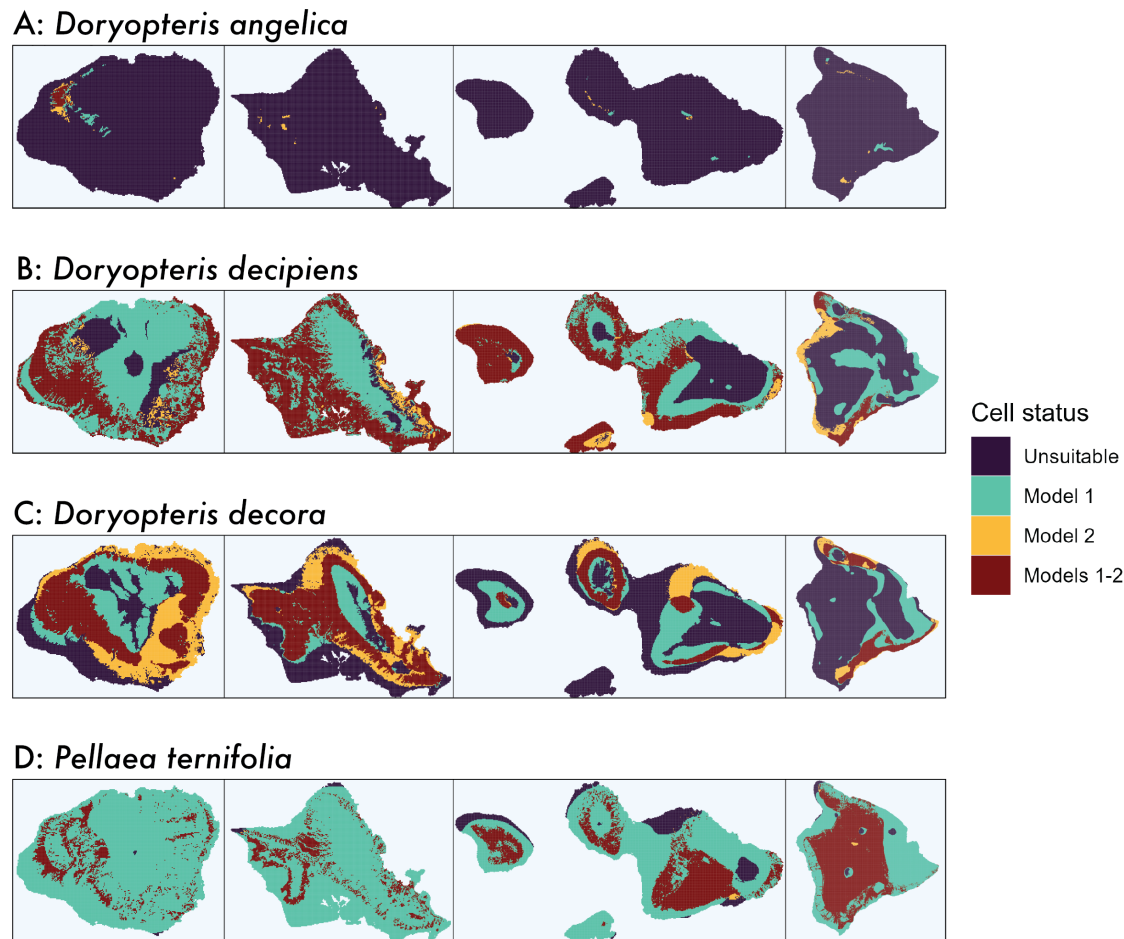 A: Doryopteris angelica
B: Doryopteris decipiens
C: Doryopteris decora
D: Pellaea ternifolia
Cell status
Unsuitable
Model 1
Model 2
Models 1-2